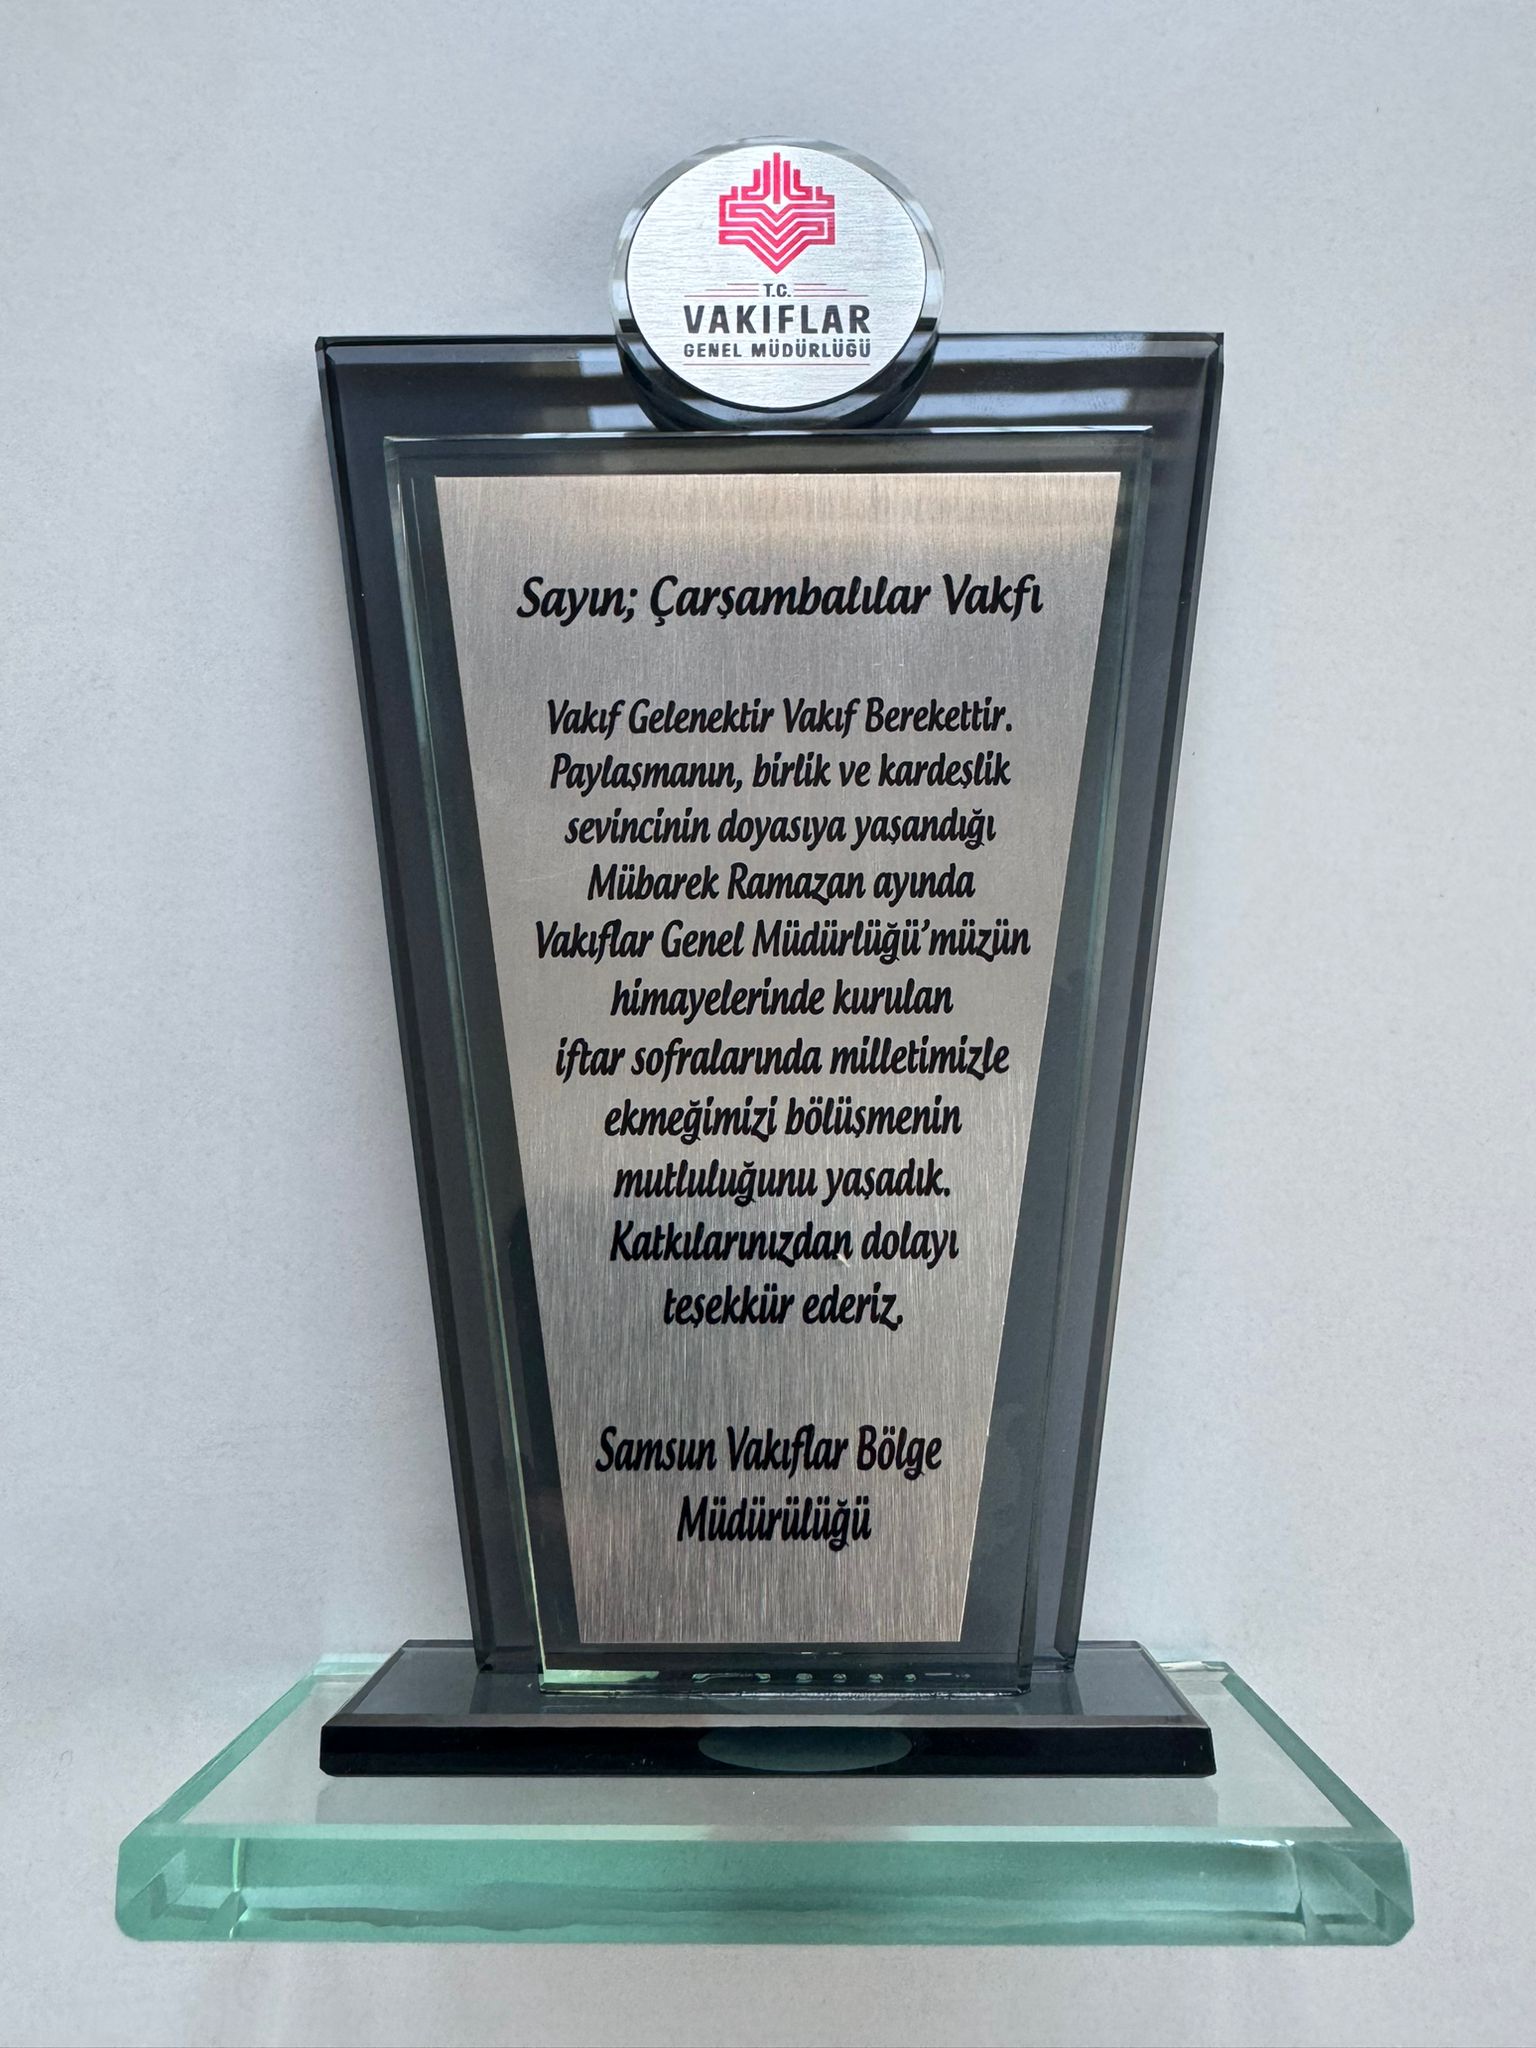 T.C.
VAKIFLAR
GENEL MÜDÜRLÜĞÜ
Sayın; Çarşambalılar Vakfı
Vakıf Gelenektir Vakıf Berekettir.
Paylaşmanın, birlik ve kardeşlik
sevincinin doyasıya yaşandığı
Mübarek Ramazan ayında
Vakıflar Genel Müdürlüğü'müzün
himayelerinde kurulan
iftar sofralarında milletimizle
ekmeğimizi bölüşmenin
mutluluğunu yaşadık.
Katkılarınızdan dolayı
teşekkür ederiz.
Samsun Vakıflar Bölge
Müdürülüğü